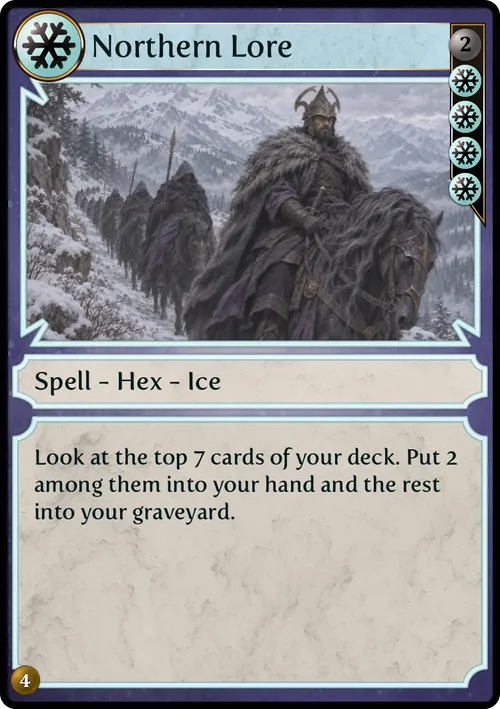 Northern Lore
2
Spell - Hex - Ice
Look at the top 7 cards of your deck. Put 2
among them into your hand and the rest
into your graveyard.
4